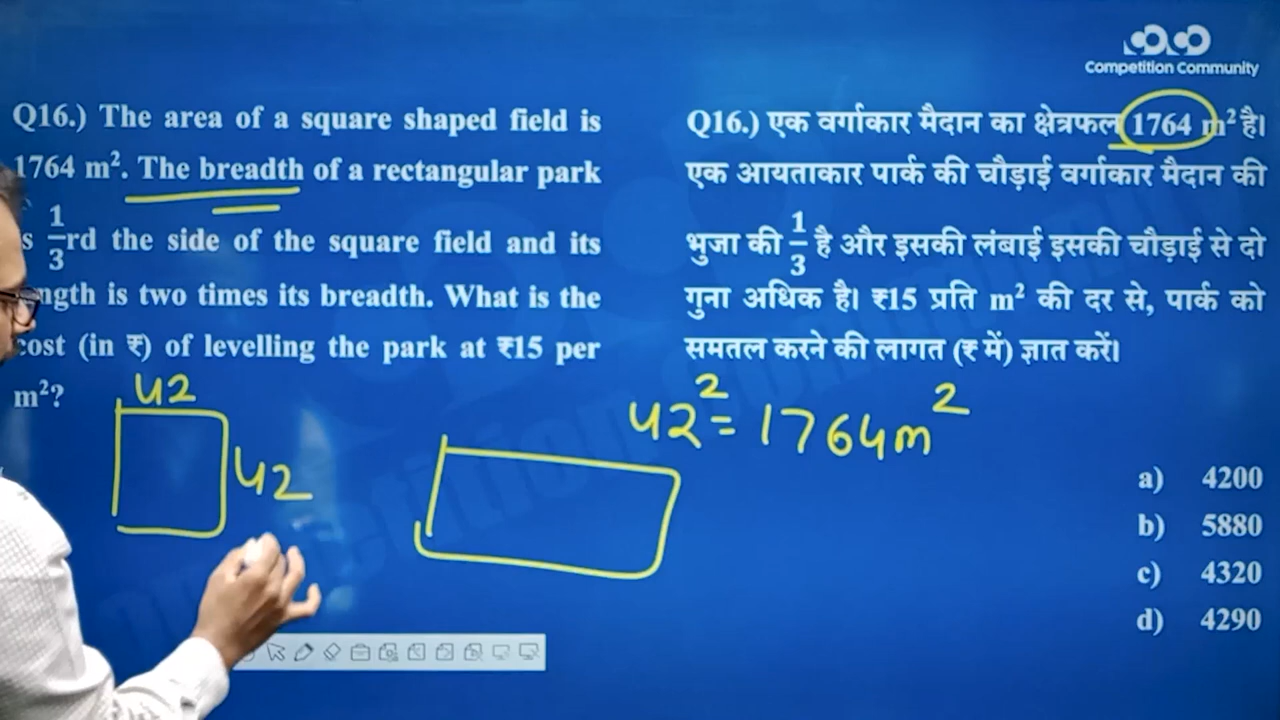 Competition Community
Q16.) The area of a square shaped field is
1764 m². The breadth of a rectangular park
s 1/3 rd the side of the square field and its
ngth is two times its breadth. What is the
cost (in ₹) of levelling the park at ₹15 per
m²?
Q16.) एक वर्गाकार मैदान का क्षेत्रफल 1764 m² है।
एक आयताकार पार्क की चौड़ाई वर्गाकार मैदान की
भुजा की 1/3 है और इसकी लंबाई इसकी चौड़ाई से दो
गुना अधिक है। ₹15 प्रति m² की दर से, पार्क को
समतल करने की लागत (₹ में) ज्ञात करें।
42
42
42² = 1764m²
a) 4200
b) 5880
c) 4320
d) 4290